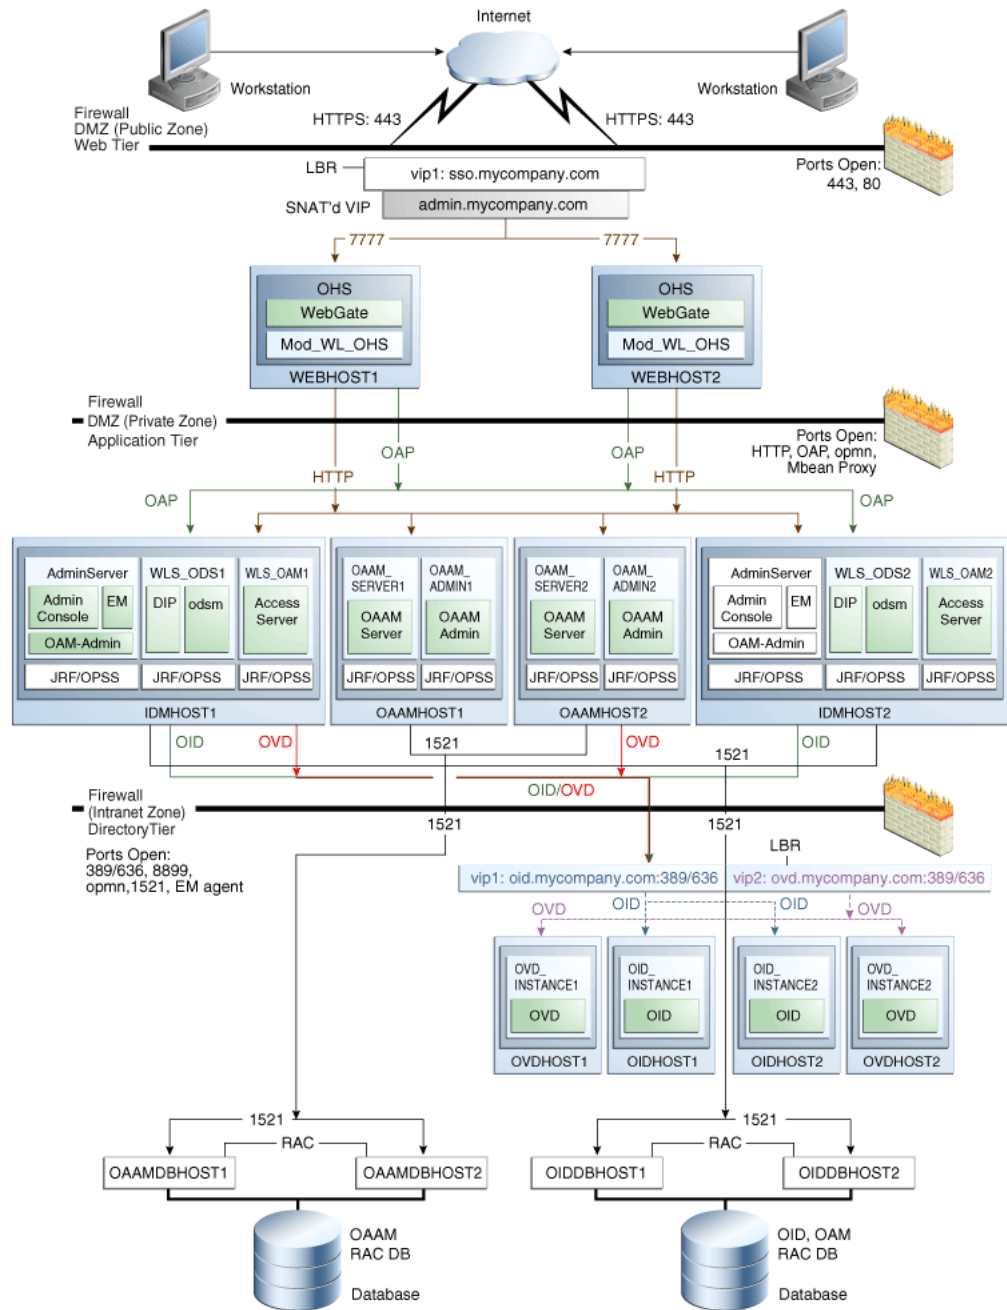 Internet
Workstation
Workstation
Firewall
DMZ (Public Zone)
Web Tier
HTTPS: 443
HTTPS: 443
Ports Open:
443, 80
LBR
vip1: sso.mycompany.com
SNAT'd VIP
admin.mycompany.com
7777
7777
OHS
WebGate
Mod_WL_OHS
WEBHOST1
OHS
WebGate
Mod_WL_OHS
WEBHOST2
Firewall
DMZ (Private Zone)
Application Tier
Ports Open:
HTTP, OAP, opmn,
Mbean Proxy
OAP
OAP
HTTP
HTTP
OAP
OAP
AdminServer
Admin
Console
EM
OAM-Admin
JRF/OPSS
WLS_ODS1
DIP
odsm
JRF/OPSS
WLS_OAM1
Access
Server
JRF/OPSS
IDMHOST1
OAAM_
SERVER1
OAAM
Server
JRF/OPSS
OAAM_
ADMIN1
OAAM
Admin
JRF/OPSS
OAAMHOST1
OAAM_
SERVER2
OAAM
Server
JRF/OPSS
OAAM_
ADMIN2
OAAM
Admin
JRF/OPSS
OAAMHOST2
AdminServer
Admin
Console
EM
OAM-Admin
JRF/OPSS
WLS_ODS2
DIP
odsm
JRF/OPSS
WLS_OAM2
Access
Server
JRF/OPSS
IDMHOST2
OID
OVD
1521
OVD
OID
OID/OVD
Firewall
(Intranet Zone)
DirectoryTier
1521
1521
Ports Open:
389/636, 8899,
opmn,1521, EM agent
LBR
vip1: oid.mycompany.com:389/636
vip2: ovd.mycompany.com:389/636
OVD
OID
OID
OVD
OVD_
INSTANCE1
OVD
OVDHOST1
OID_
INSTANCE1
OID
OIDHOST1
OID_
INSTANCE2
OID
OIDHOST2
OVD_
INSTANCE2
OVD
OVDHOST2
1521
RAC
OAAMDBHOST1
OAAMDBHOST2
OAAM
RAC DB
Database
1521
RAC
OIDDBHOST1
OIDDBHOST2
OID, OAM
RAC DB
Database